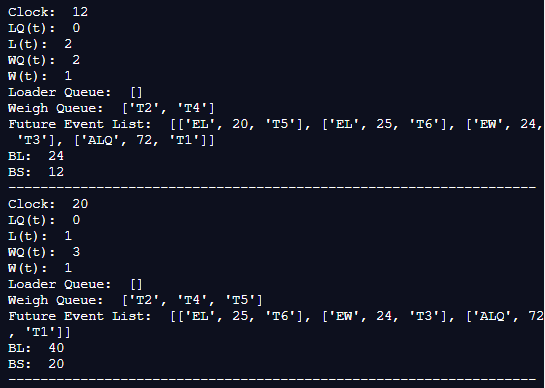 Clock:  12
LQ(t):  0
L(t):  2
WQ(t):  2
W(t):  1
Loader Queue:  []
Weigh Queue:  ['T2', 'T4']
Future Event List:  [['EL', 20, 'T5'], ['EL', 25, 'T6'], ['EW', 24,
 'T3'], ['ALQ', 72, 'T1']]
BL:  24
BS:  12
------------------------------------------------------------------
Clock:  20
LQ(t):  0
L(t):  1
WQ(t):  3
W(t):  1
Loader Queue:  []
Weigh Queue:  ['T2', 'T4', 'T5']
Future Event List:  [['EL', 25, 'T6'], ['EW', 24, 'T3'], ['ALQ', 72
, 'T1']]
BL:  40
BS:  20
------------------------------------------------------------------